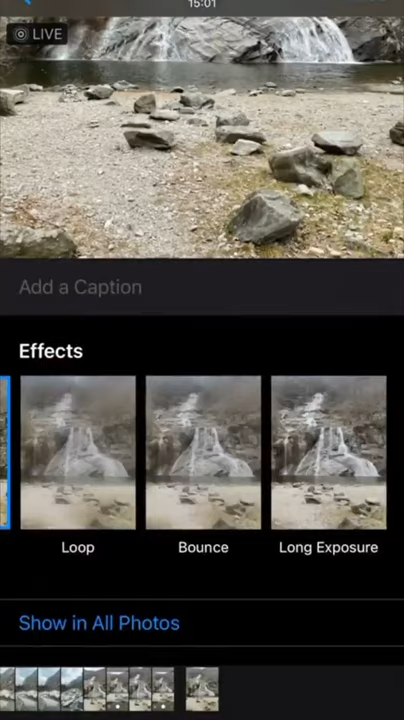 15:01
LIVE
Add a Caption
Effects
Loop
Bounce
Long Exposure
Show in All Photos